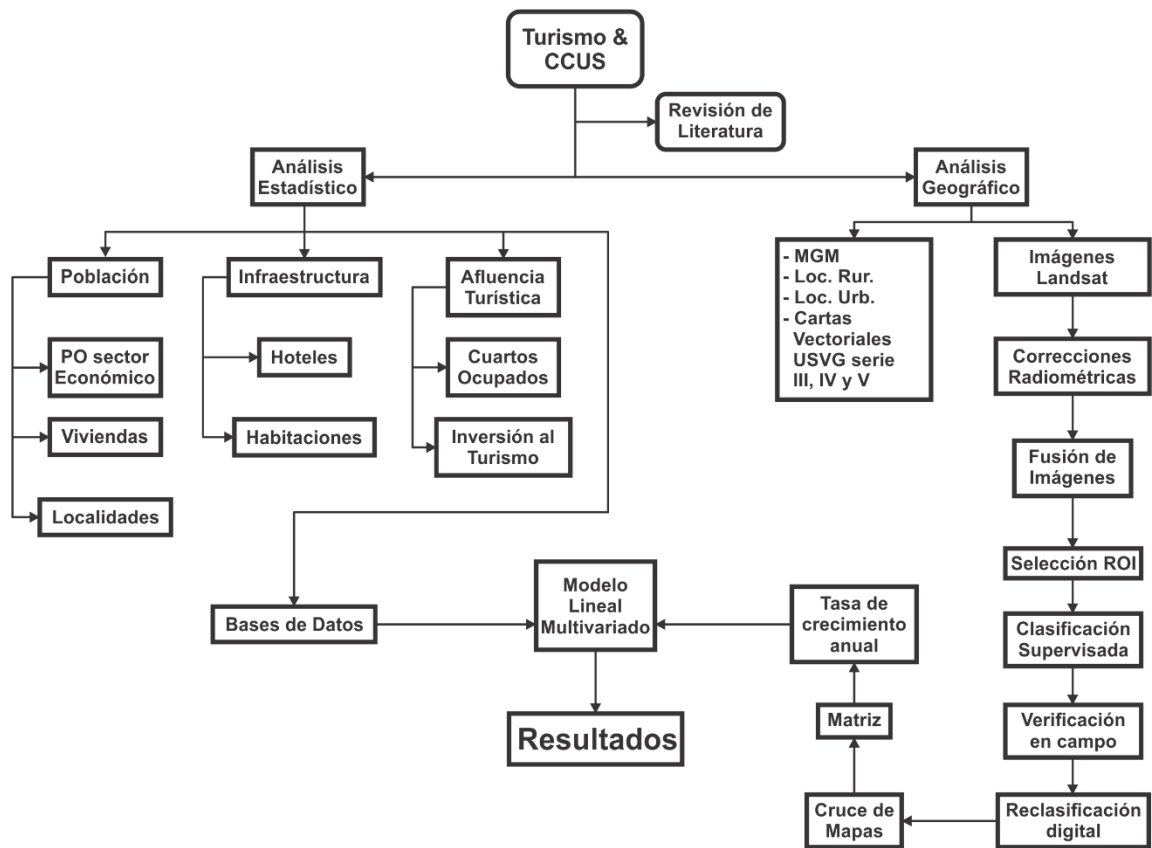 Turismo &
CCUS
Revisión de
Literatura
Análisis
Estadístico
Análisis
Geográfico
Población
Infraestructura
Afluencia
Turística
- MGM
- Loc. Rur.
- Loc. Urb.
- Cartas
Vectoriales
USVG serie
III, IV y V
Imágenes
Landsat
PO sector
Económico
Hoteles
Cuartos
Ocupados
Correcciones
Radiométricas
Viviendas
Habitaciones
Inversión al
Turismo
Fusión de
Imágenes
Localidades
Selección ROI
Bases de Datos
Modelo
Lineal
Multivariado
Tasa de
crecimiento
anual
Clasificación
Supervisada
Resultados
Matriz
Verificación
en campo
Cruce de
Mapas
Reclasificación
digital